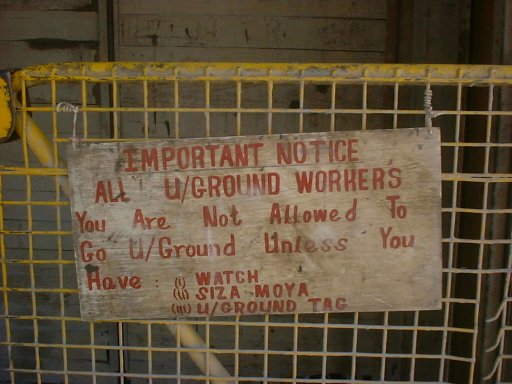 IMPORTANT NOTICE
ALL U/GROUND WORKERS
You Are Not Allowed To
Go U/Ground Unless You
Have: (i) WATCH
(ii) SIZA MOYA
(iii) U/GROUND TAG